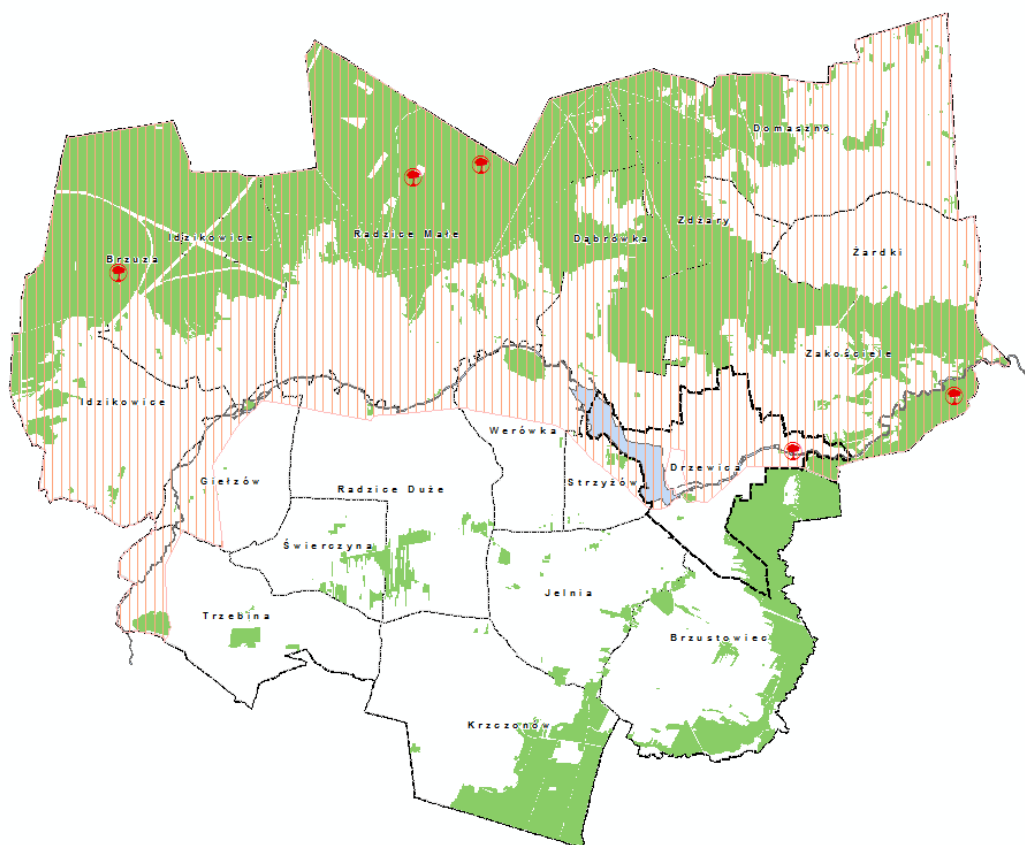 Domaszno
Zdżary
Idzikowice
Radzice Małe
Dąbrówka
Żardki
Brzuza
Zakościele
Idzikowice
Werówka
Drzewica
Giełzów
Radzice Duże
Strzyżów
Świerczyna
Jelnia
Trzebina
Brzustowiec
Krzczonów